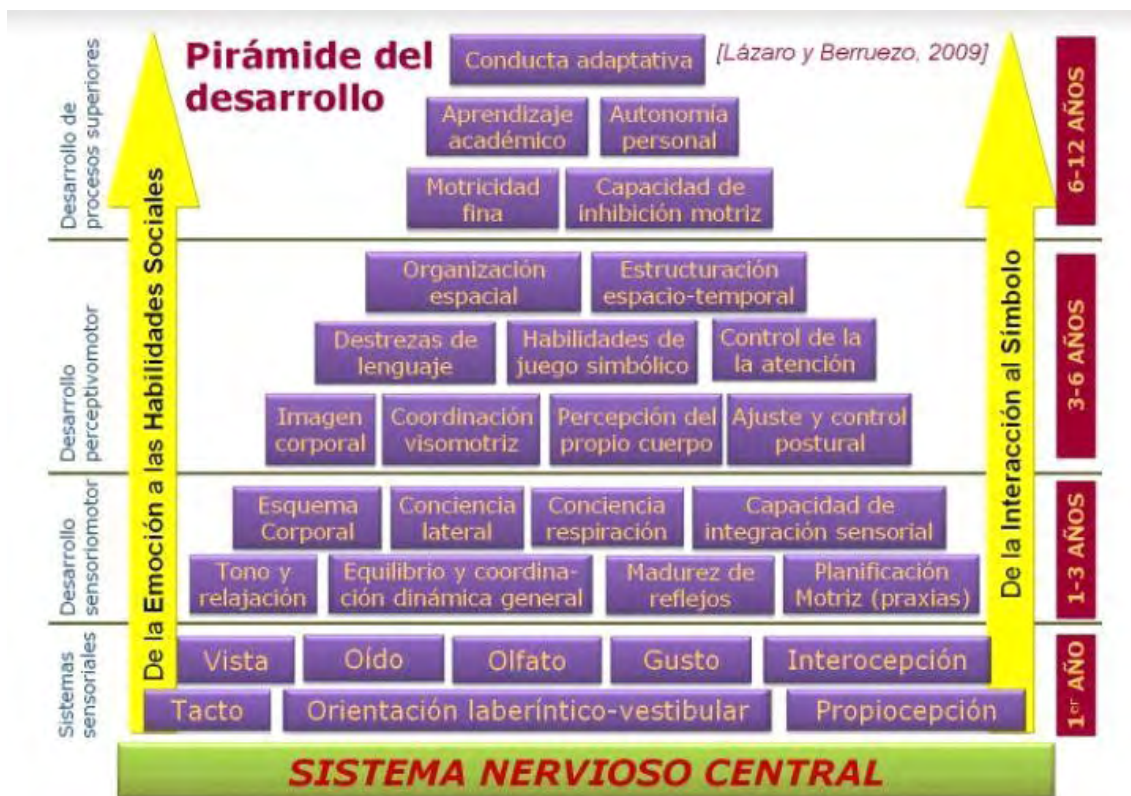 Pirámide del
desarrollo
[Lázaro y Berruezo, 2009]
Conducta adaptativa
Aprendizaje
académico
Autonomía
personal
Motricidad
fina
Capacidad de
inhibición motriz
Desarrollo de
procesos superiores
6-12 AÑOS
Organización
espacial
Estructuración
espacio-temporal
Destrezas de
lenguaje
Habilidades de
juego simbólico
Control de la
la atención
Imagen
corporal
Coordinación
visomotriz
Percepción del
propio cuerpo
Ajuste y control
postural
Desarrollo
perceptivomotor
3-6 AÑOS
Esquema
Corporal
Conciencia
lateral
Conciencia
respiración
Capacidad de
integración sensorial
Tono y
relajación
Equilibrio y coordina-
ción dinámica general
Madurez de
reflejos
Planificación
Motriz (praxias)
Desarrollo
sensoriomotor
1-3 AÑOS
Vista
Oído
Olfato
Gusto
Interocepción
Tacto
Orientación laberíntico-vestibular
Propiocepción
Sistemas
sensoriales
1er AÑO
De la Emoción a las Habilidades Sociales
De la Interacción al Símbolo
SISTEMA NERVIOSO CENTRAL